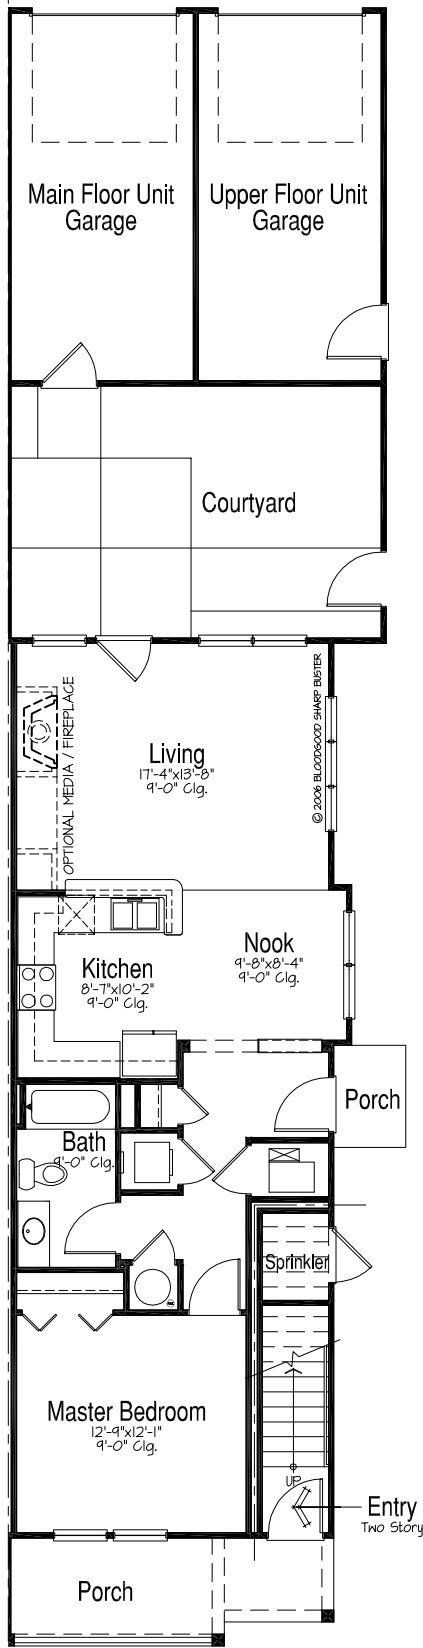 Main Floor Unit
Garage
Upper Floor Unit
Garage
Courtyard
OPTIONAL MEDIA / FIREPLACE
© 2006 BLOODGOOD SHARP BUSTER
Living
17'-4"x13'-8"
9'-0" Clg.
Kitchen
8'-7"x10'-2"
9'-0" Clg.
Nook
9'-8"x8'-4"
9'-0" Clg.
Porch
Bath
9'-0" Clg.
Sprinkler
Master Bedroom
12'-9"x12'-1"
9'-0" Clg.
UP
Entry
Two Story
Porch